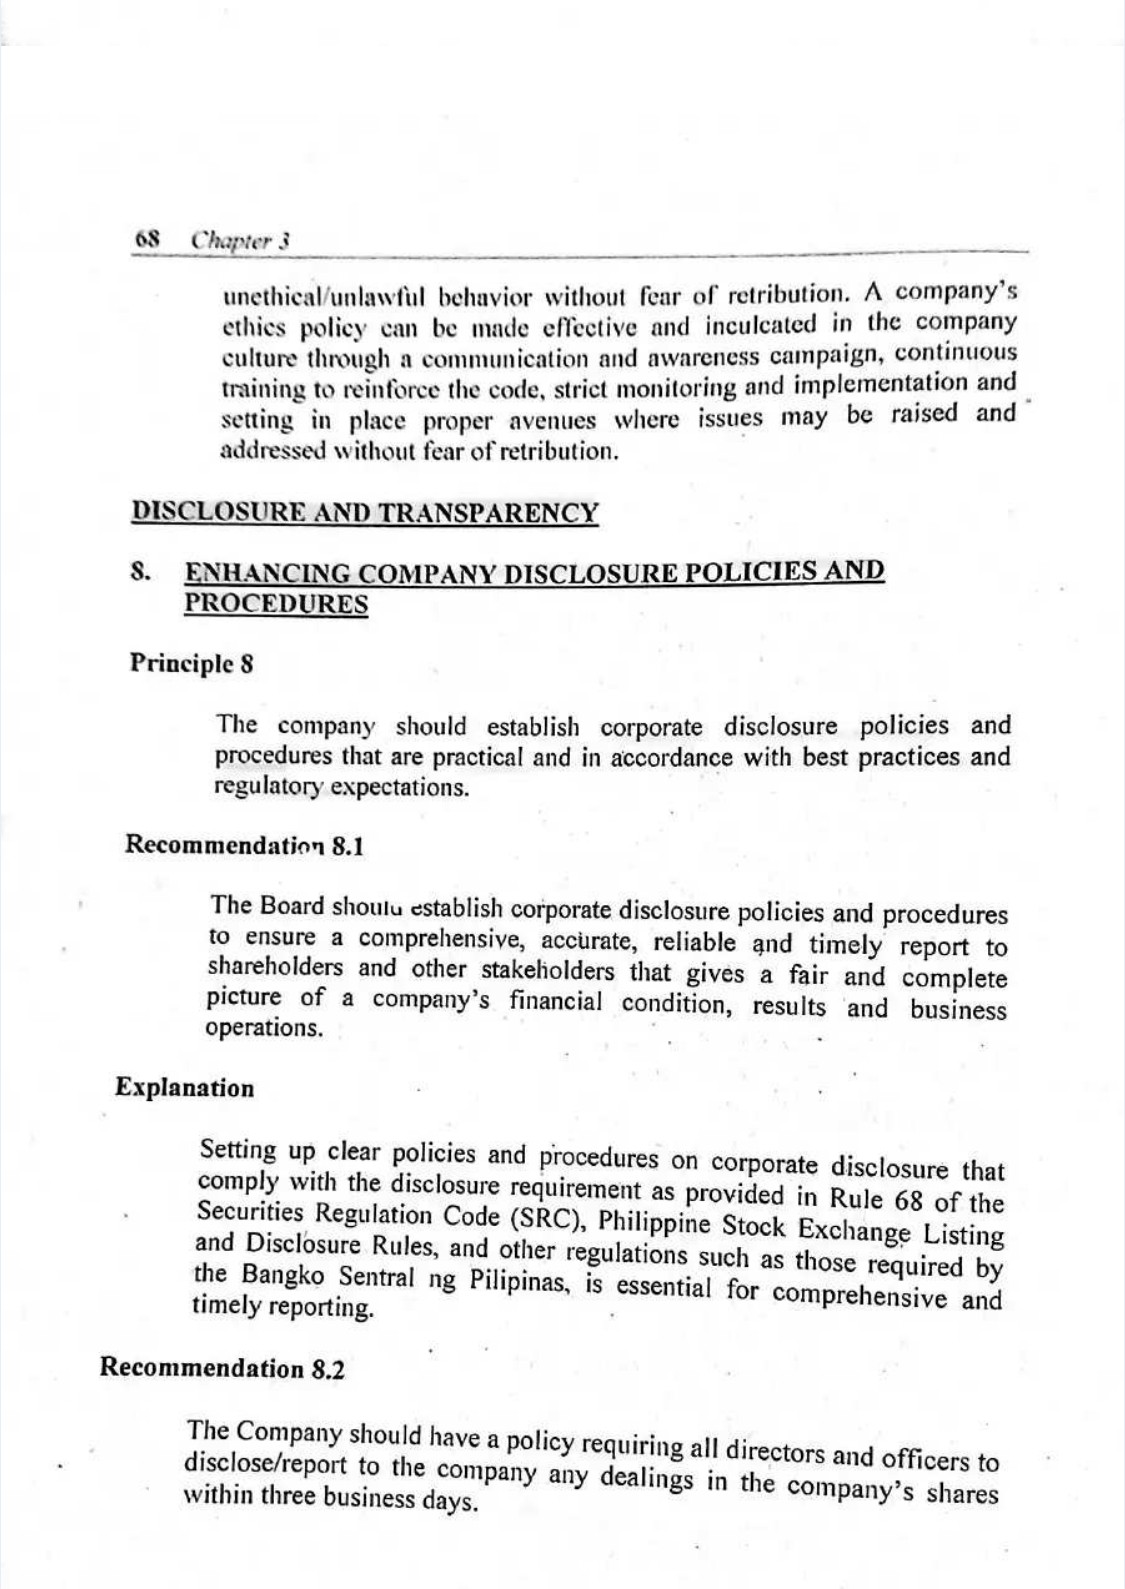 68 Chapter 3
unethical/unlawful behavior without fear of retribution. A company's
ethics policy can be made effective and inculcated in the company
culture through a communication and awareness campaign, continuous
training to reinforce the code, strict monitoring and implementation and
setting in place proper avenues where issues may be raised and
addressed without fear of retribution.
DISCLOSURE AND TRANSPARENCY
8. ENHANCING COMPANY DISCLOSURE POLICIES AND
PROCEDURES
Principle 8
The company should establish corporate disclosure policies and
procedures that are practical and in accordance with best practices and
regulatory expectations.
Recommendation 8.1
The Board should establish corporate disclosure policies and procedures
to ensure a comprehensive, accurate, reliable and timely report to
shareholders and other stakeholders that gives a fair and complete
picture of a company's financial condition, results and business
operations.
Explanation
Setting up clear policies and procedures on corporate disclosure that
comply with the disclosure requirement as provided in Rule 68 of the
Securities Regulation Code (SRC), Philippine Stock Exchange Listing
and Disclosure Rules, and other regulations such as those required by
the Bangko Sentral ng Pilipinas, is essential for comprehensive and
timely reporting.
Recommendation 8.2
The Company should have a policy requiring all directors and officers to
disclose/report to the company any dealings in the company's shares
within three business days.